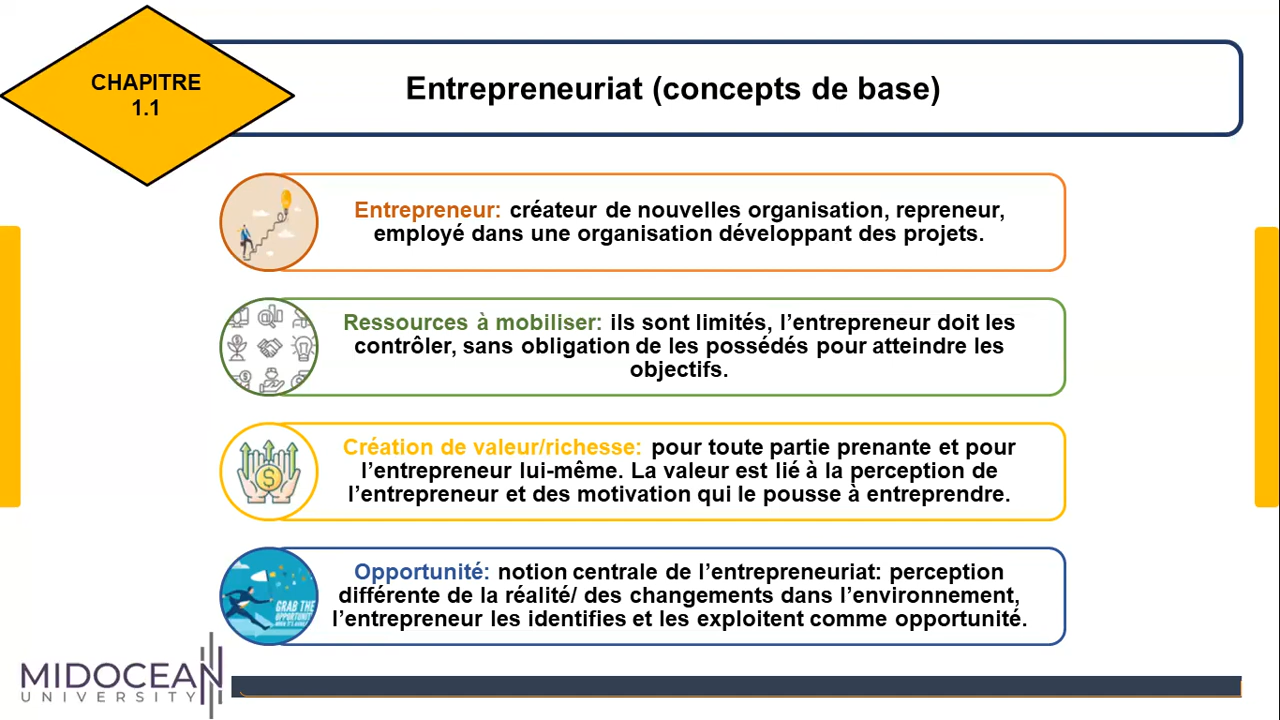 CHAPITRE
1.1
Entrepreneuriat (concepts de base)
Entrepreneur: créateur de nouvelles organisation, repreneur,
employé dans une organisation développant des projets.
Ressources à mobiliser: ils sont limités, l’entrepreneur doit les
contrôler, sans obligation de les possédés pour atteindre les
objectifs.
Création de valeur/richesse: pour toute partie prenante et pour
l’entrepreneur lui-même. La valeur est lié à la perception de
l’entrepreneur et des motivation qui le pousse à entreprendre.
Opportunité: notion centrale de l’entrepreneuriat: perception
différente de la réalité/ des changements dans l’environnement,
l’entrepreneur les identifies et les exploitent comme opportunité.
GRAB THE
OPPORTUNITY
MIDOCEAN
UNIVERSITY